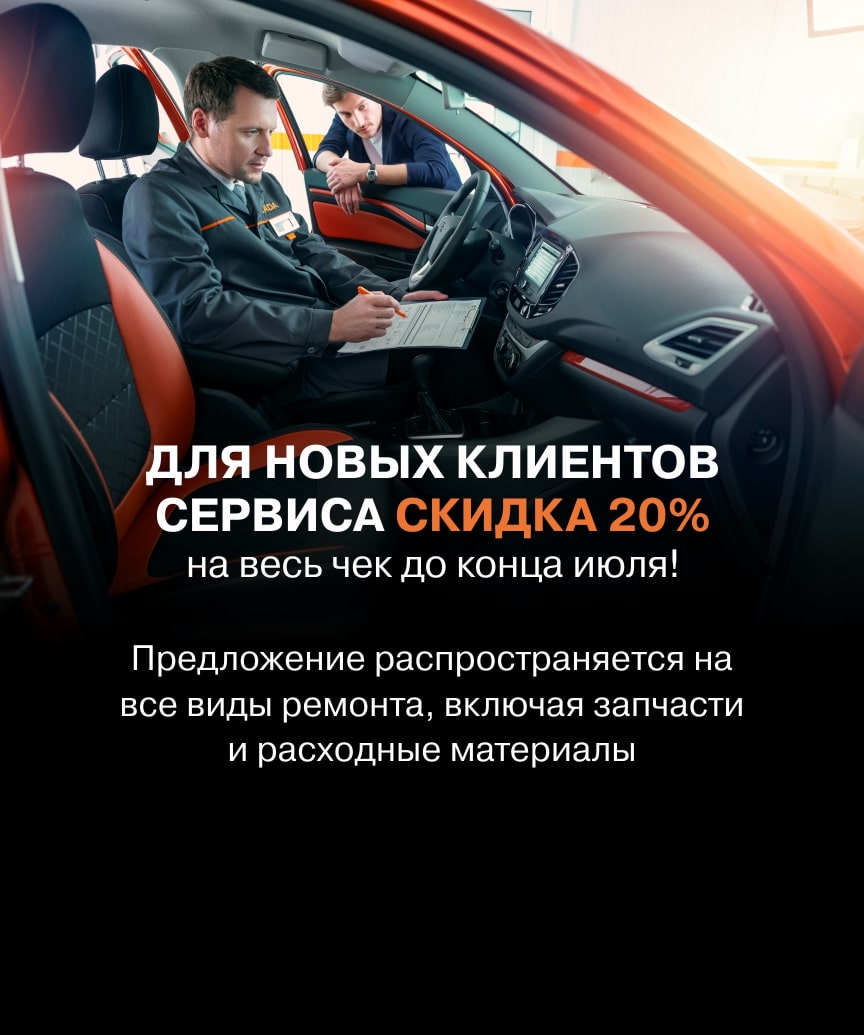 ДЛЯ НОВЫХ КЛИЕНТОВ
СЕРВИСА СКИДКА 20%
на весь чек до конца июля!
Предложение распространяется на
все виды ремонта, включая запчасти
и расходные материалы